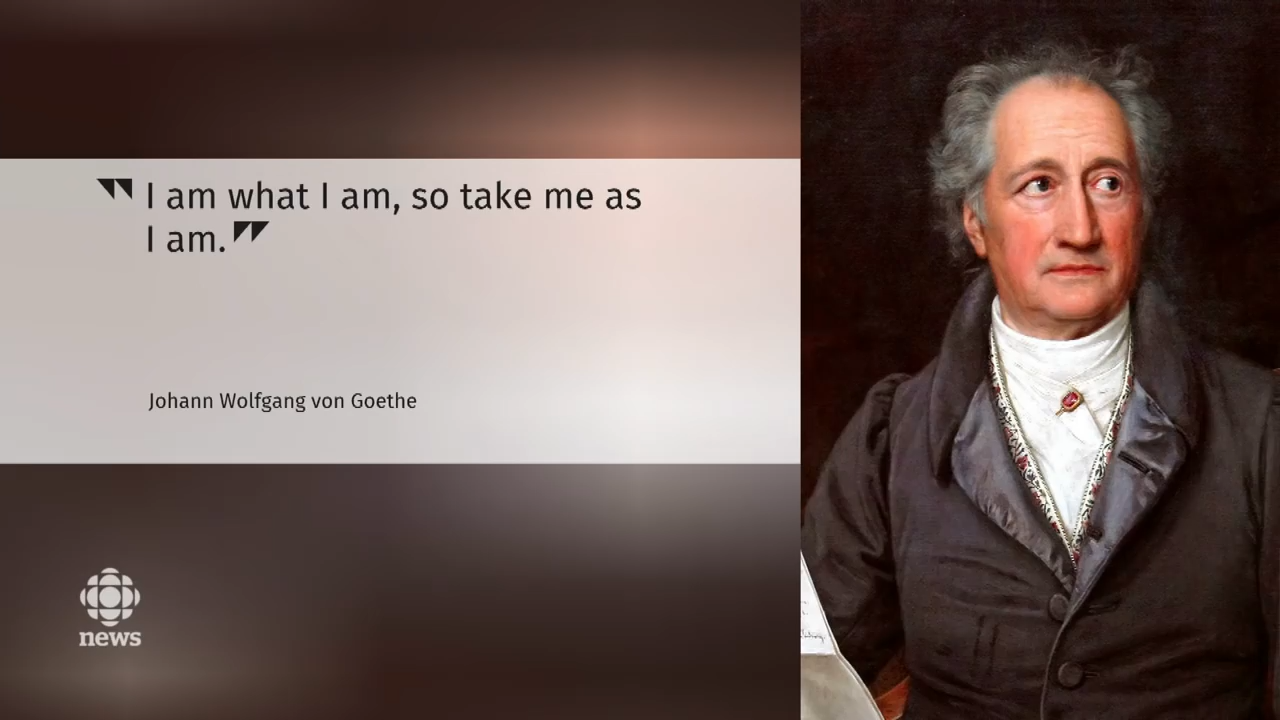 "I am what I am, so take me as
I am."
Johann Wolfgang von Goethe
news